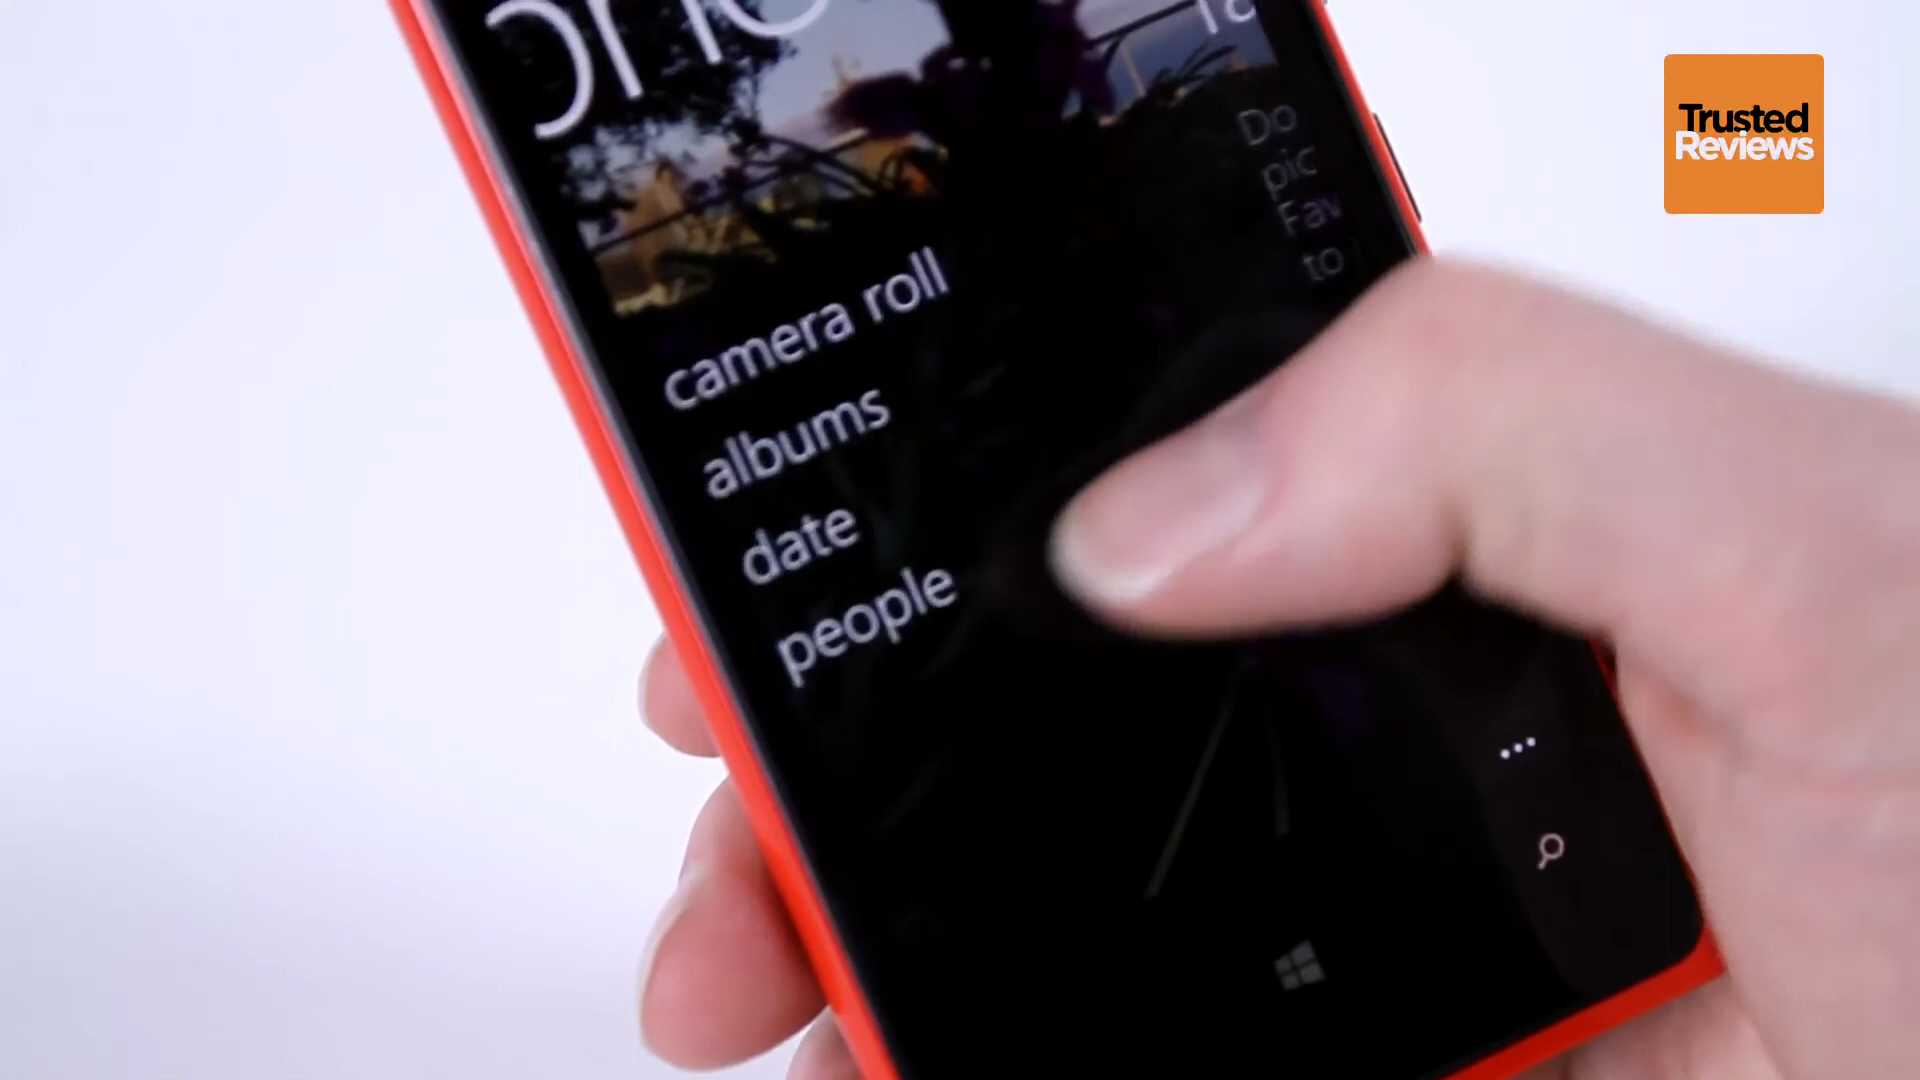 Trusted
Reviews
Do
pic
Fav
to
camera roll
albums
date
people